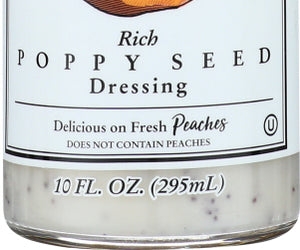 Rich
POPPY SEED
Dressing
Delicious on Fresh Peaches
DOES NOT CONTAIN PEACHES
U
10 FL. OZ. (295mL)